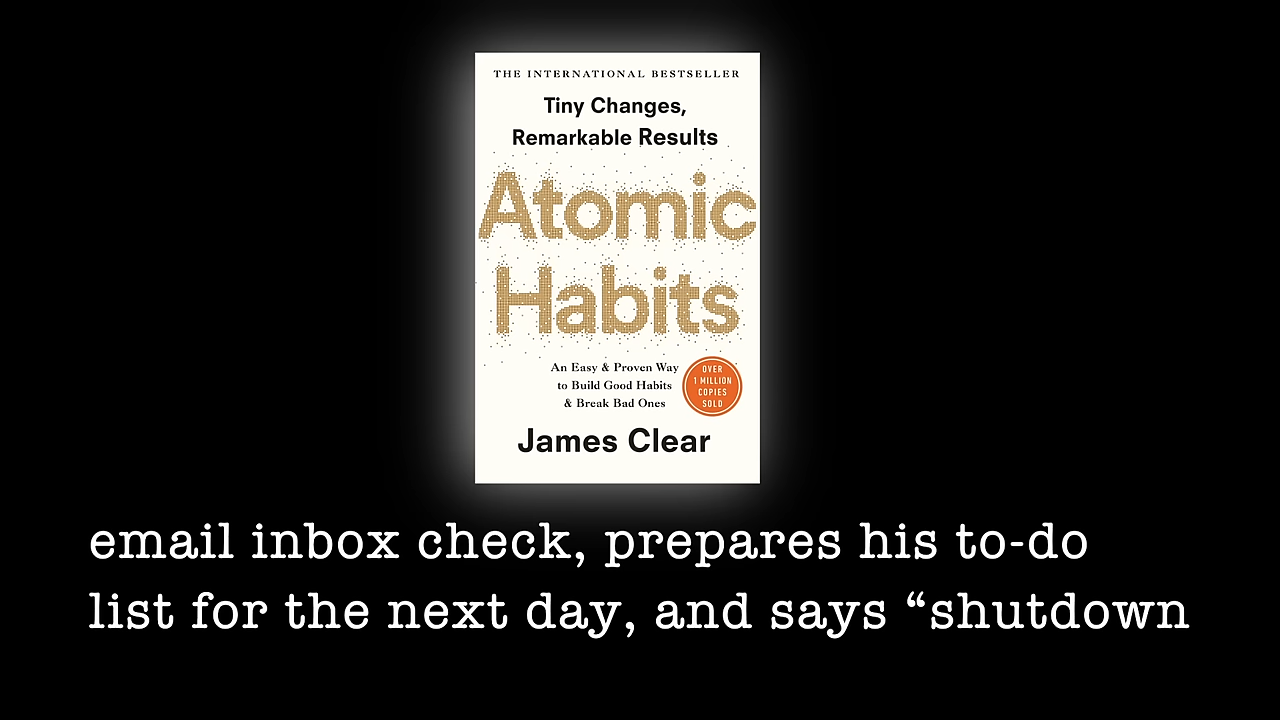 THE INTERNATIONAL BESTSELLER
Tiny Changes,
Remarkable Results
Atomic
Habits
An Easy & Proven Way
to Build Good Habits
& Break Bad Ones
OVER
1 MILLION
COPIES
SOLD
James Clear
email inbox check, prepares his to-do
list for the next day, and says “shutdown